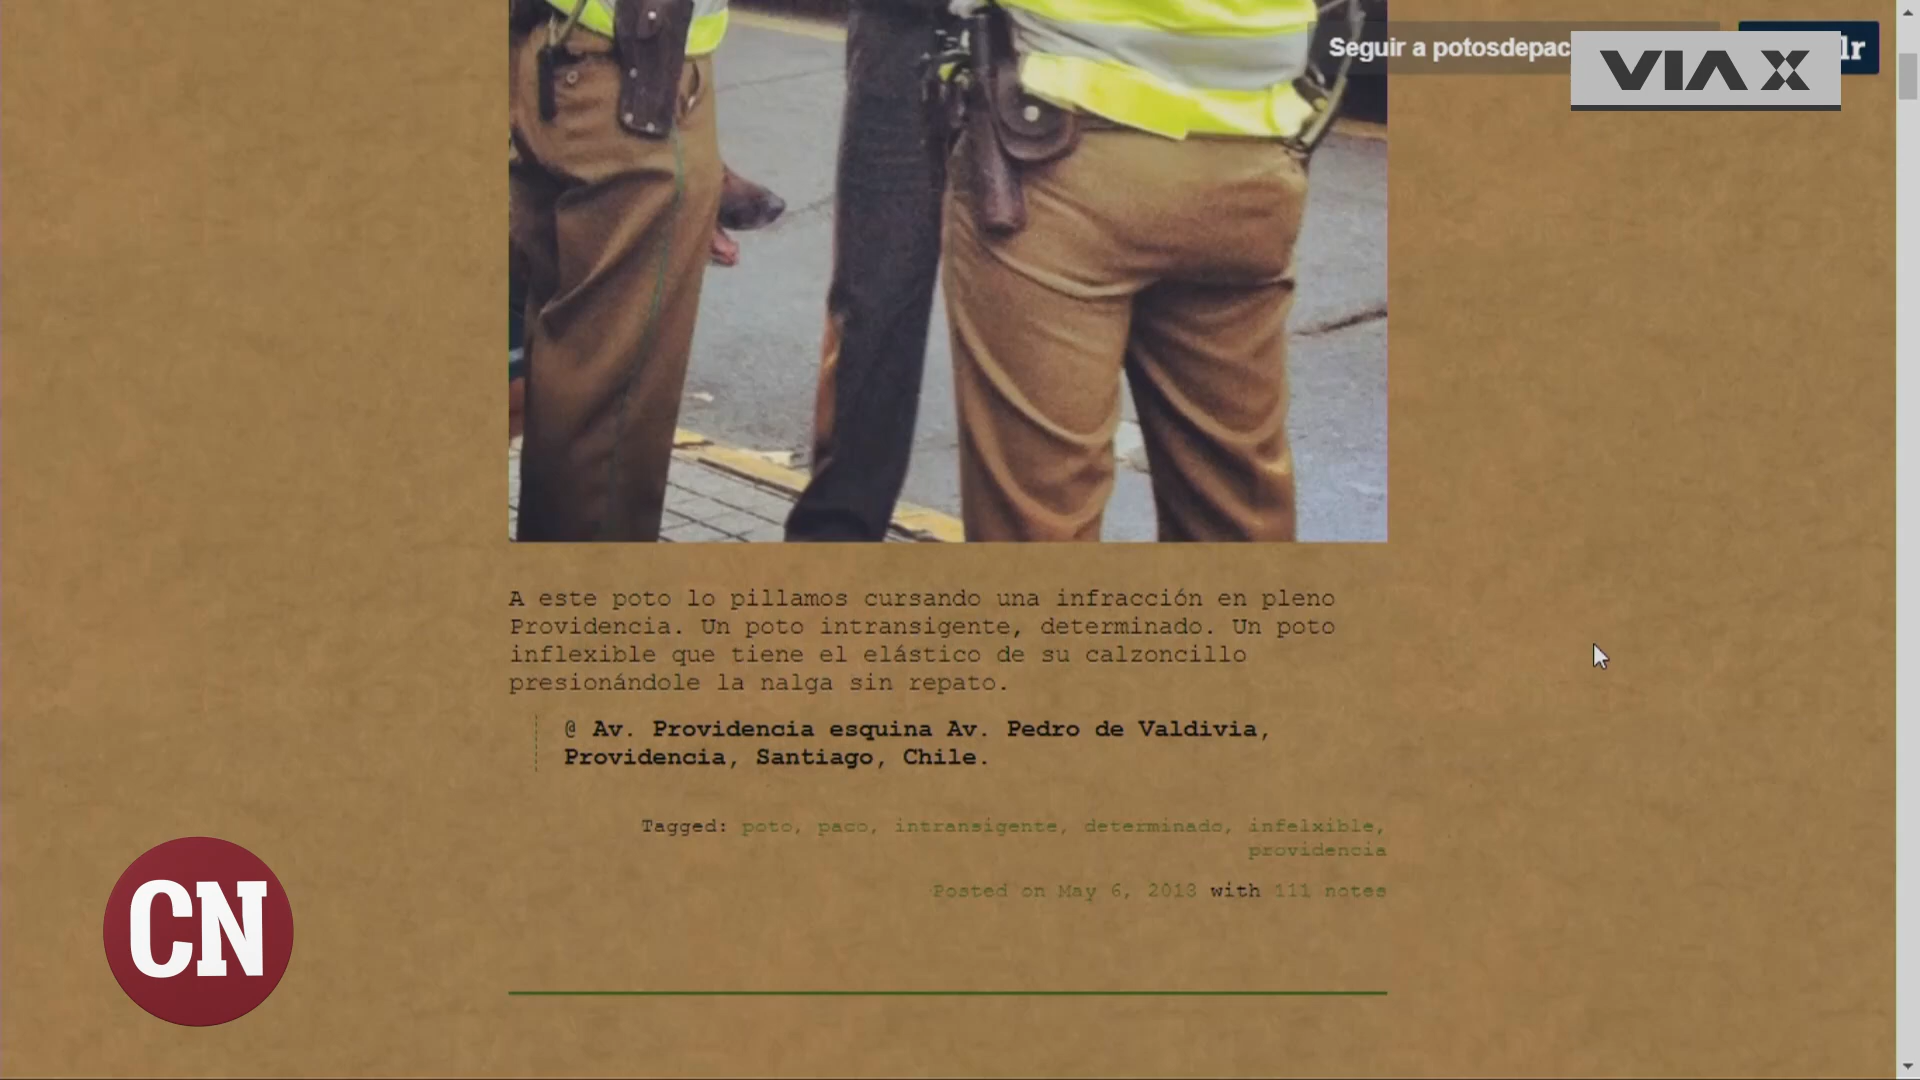 Seguir a potosdepac
VIA X
lr
A este poto lo pillamos cursando una infracción en pleno
Providencia. Un poto intransigente, determinado. Un poto
inflexible que tiene el elástico de su calzoncillo
presionándole la nalga sin repato.
@ Av. Providencia esquina Av. Pedro de Valdivia,
Providencia, Santiago, Chile.
Tagged: poto, paco, intransigente, determinado, infelxible,
providencia
Posted on May 6, 2013 with 111 notes
CN